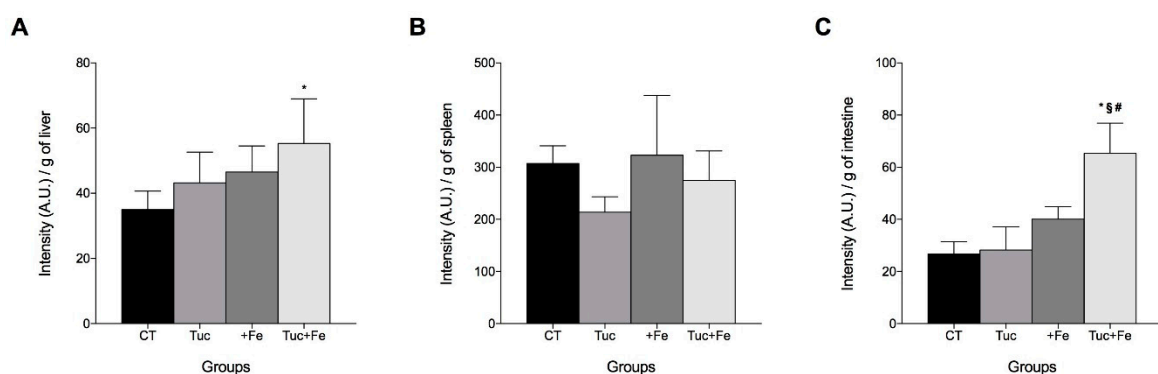 A
Intensity (A.U.) / g of liver
80
60
40
20
0
*
CT Tuc +Fe Tuc+Fe
Groups
B
Intensity (A.U.) / g of spleen
500
400
300
200
100
0
CT Tuc +Fe Tuc+Fe
Groups
C
Intensity (A.U.) / g of intestine
100
80
60
40
20
0
* § #
CT Tuc +Fe Tuc+Fe
Groups